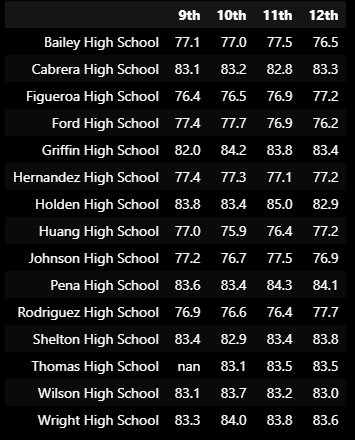 9th 10th 11th 12th
Bailey High School 77.1 77.0 77.5 76.5
Cabrera High School 83.1 83.2 82.8 83.3
Figueroa High School 76.4 76.5 76.9 77.2
Ford High School 77.4 77.7 76.9 76.2
Griffin High School 82.0 84.2 83.8 83.4
Hernandez High School 77.4 77.3 77.1 77.2
Holden High School 83.8 83.4 85.0 82.9
Huang High School 77.0 75.9 76.4 77.2
Johnson High School 77.2 76.7 77.5 76.9
Pena High School 83.6 83.4 84.3 84.1
Rodriguez High School 76.9 76.6 76.4 77.7
Shelton High School 83.4 82.9 83.4 83.8
Thomas High School nan 83.1 83.5 83.5
Wilson High School 83.1 83.7 83.2 83.0
Wright High School 83.3 84.0 83.8 83.6